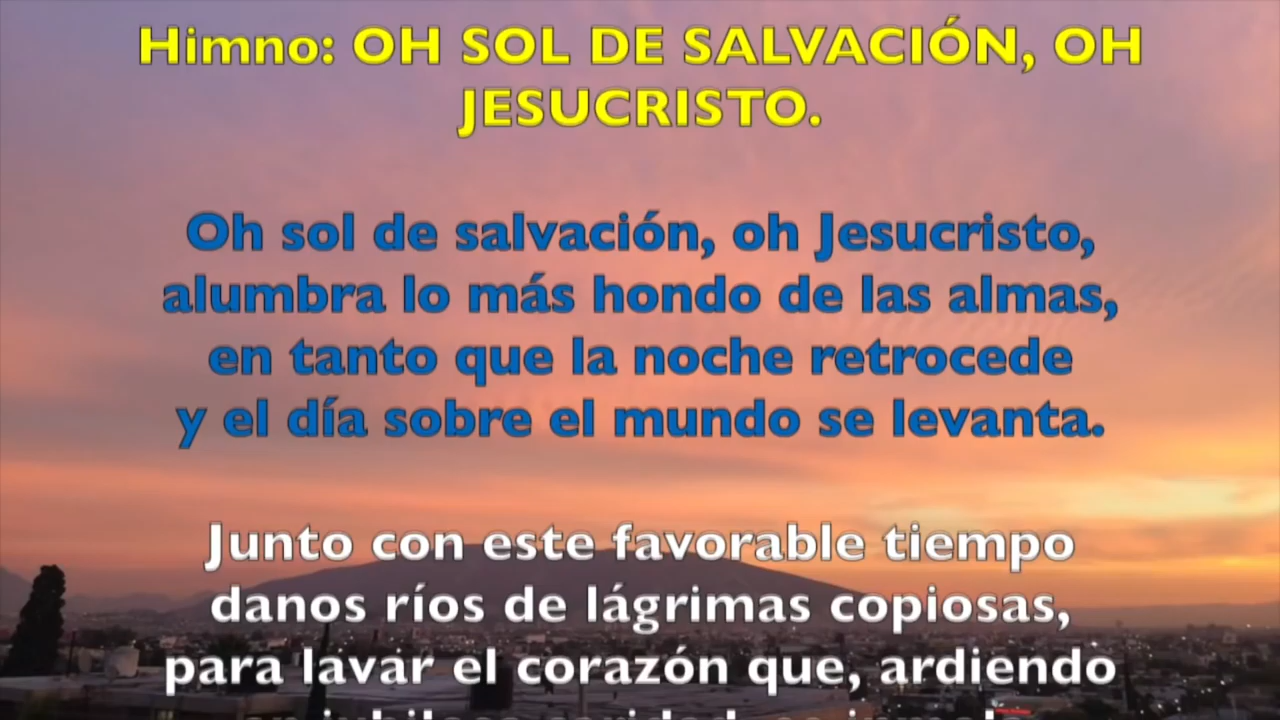 Himno: OH SOL DE SALVACIÓN, OH
JESUCRISTO.
Oh sol de salvación, oh Jesucristo,
alumbra lo más hondo de las almas,
en tanto que la noche retrocede
y el día sobre el mundo se levanta.
Junto con este favorable tiempo
danos ríos de lágrimas copiosas,
para lavar el corazón que, ardiendo